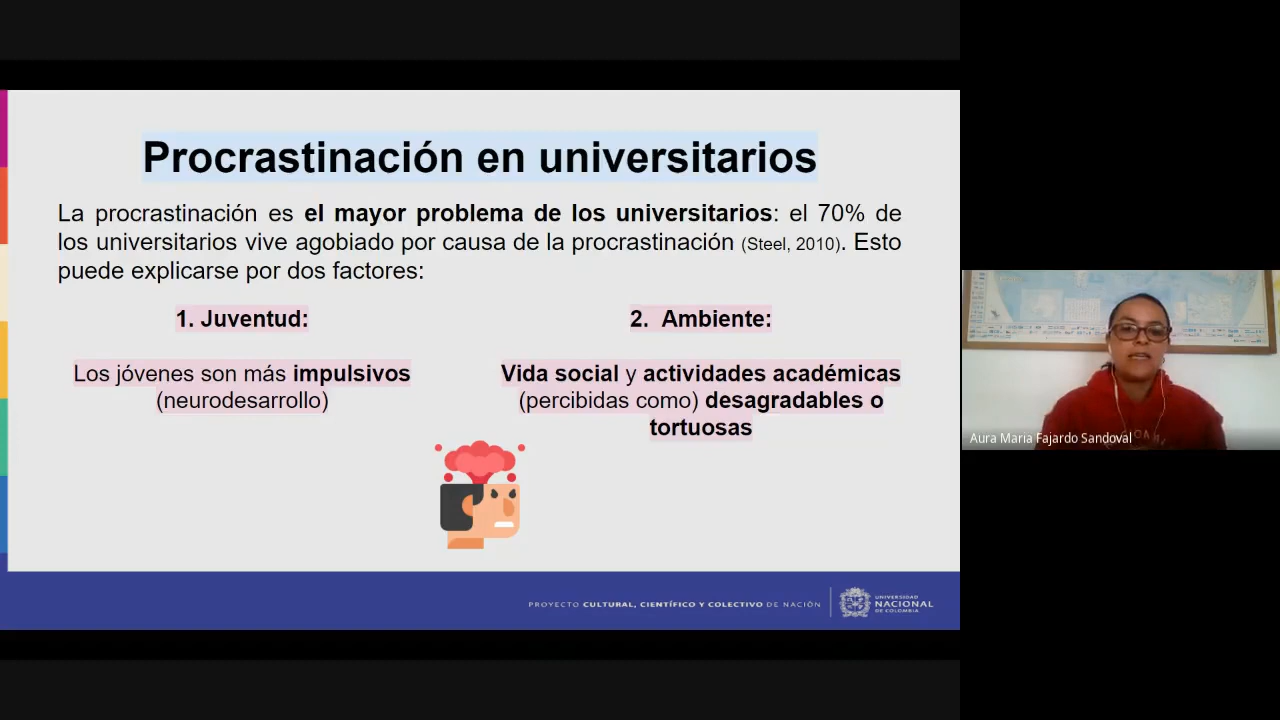 Procrastinación en universitarios
La procrastinación es el mayor problema de los universitarios: el 70% de
los universitarios vive agobiado por causa de la procrastinación (Steel, 2010). Esto
puede explicarse por dos factores:
1. Juventud:
Los jóvenes son más impulsivos
(neurodesarrollo)
2. Ambiente:
Vida social y actividades académicas
(percibidas como) desagradables o
tortuosas
PROYECTO CULTURAL, CIENTÍFICO Y COLECTIVO DE NACIÓN
UNIVERSIDAD
NACIONAL
DE COLOMBIA
Aura Maria Fajardo Sandoval